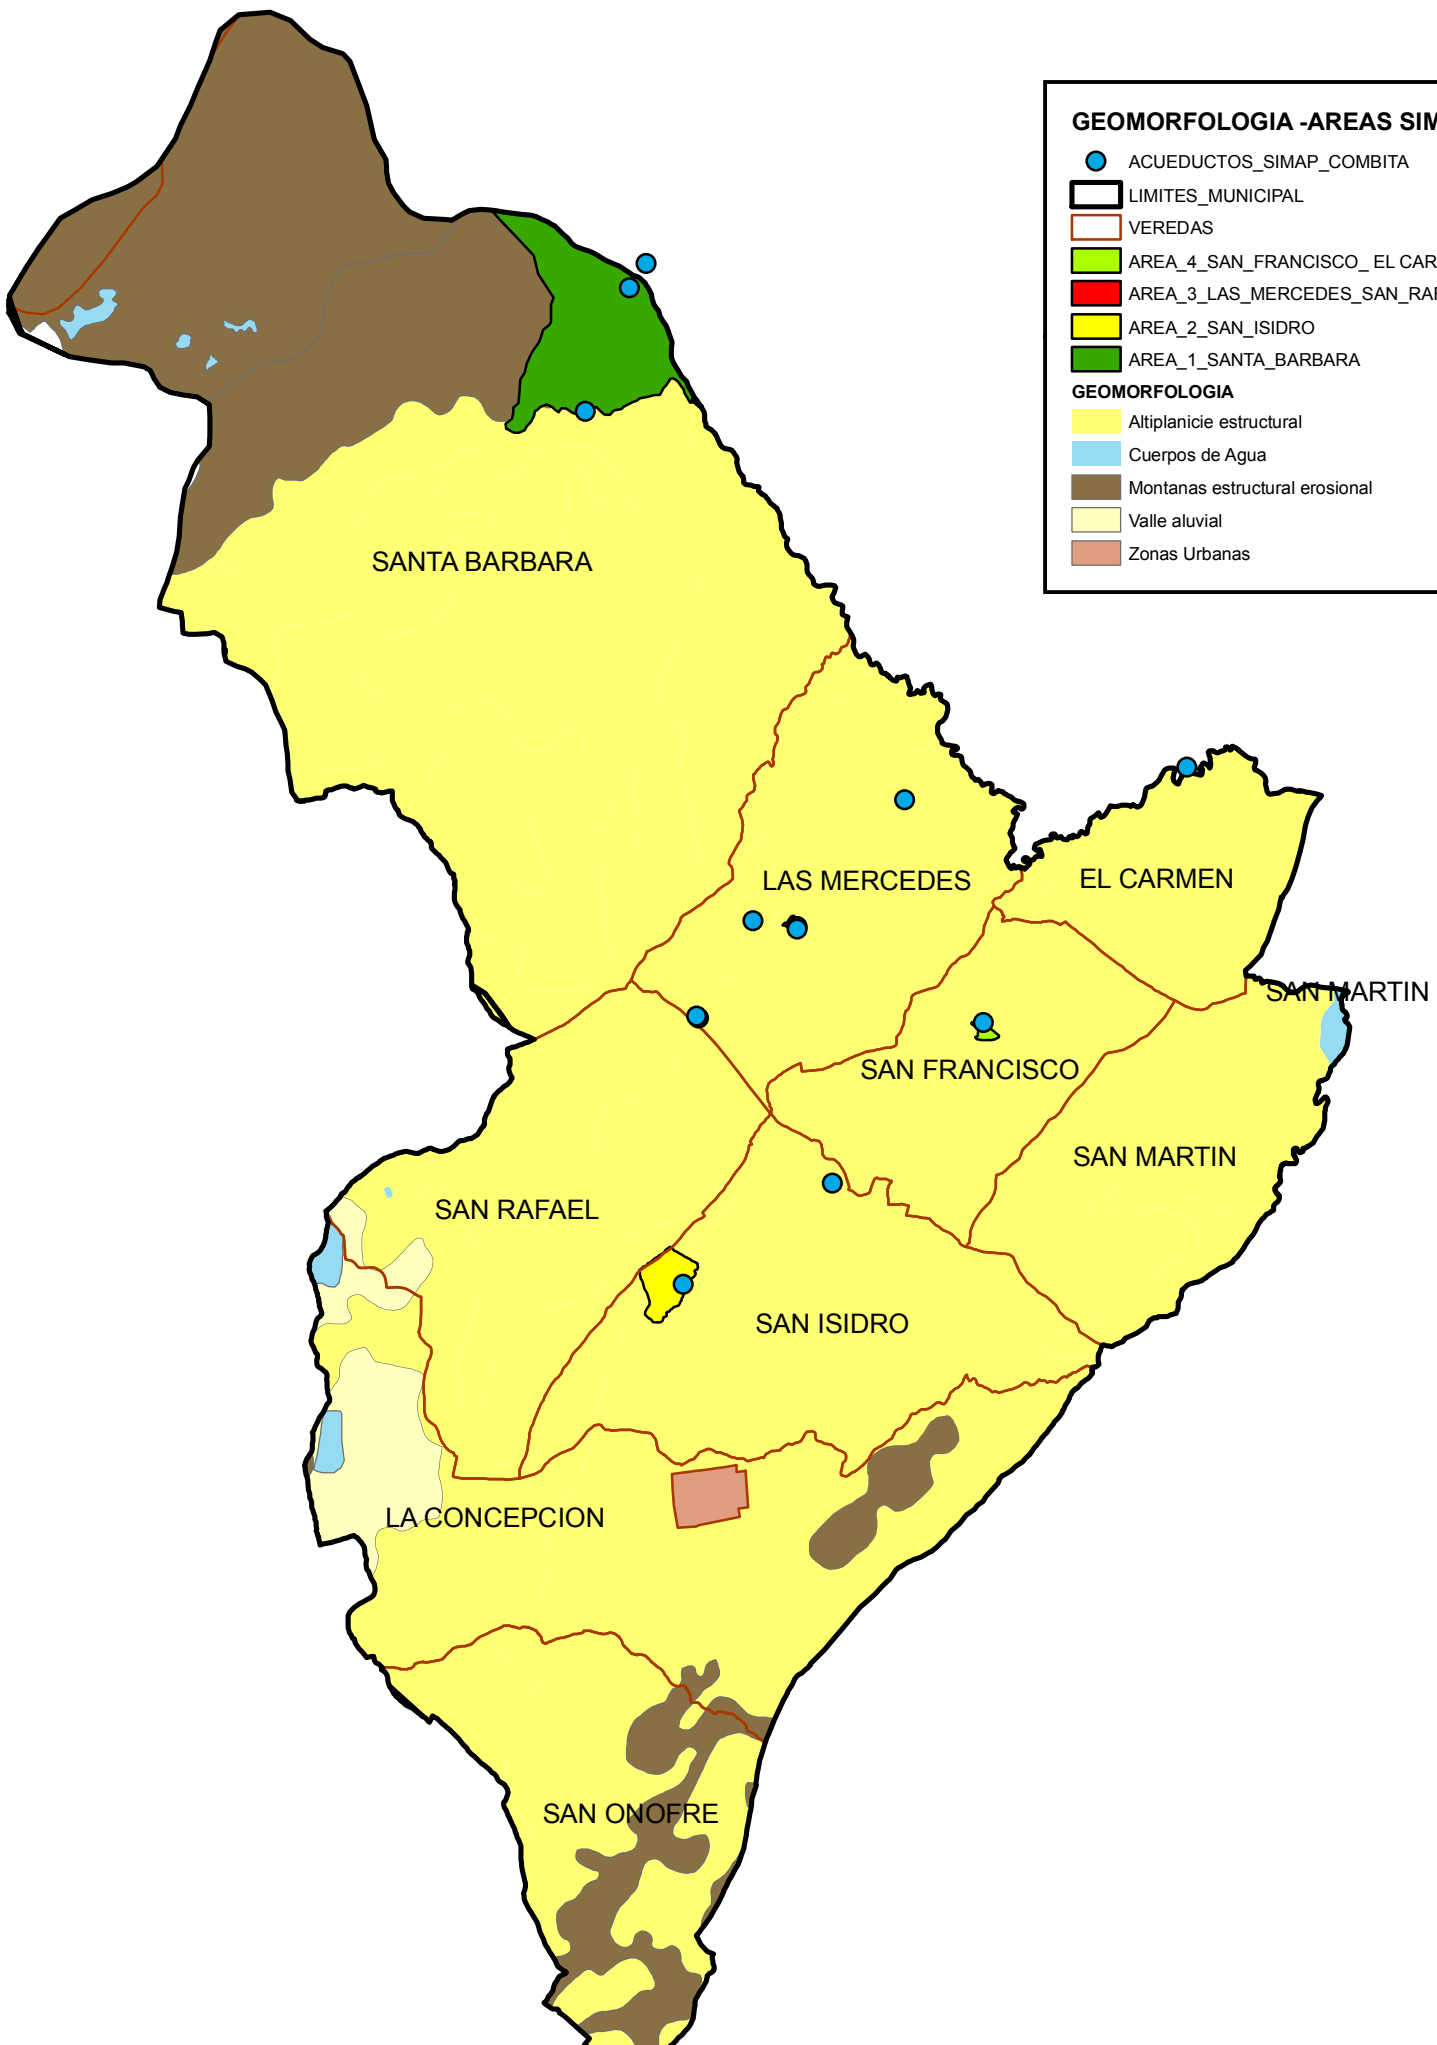 GEOMORFOLOGIA -AREAS SIM
ACUEDUCTOS_SIMAP_COMBITA
LIMITES_MUNICIPAL
VEREDAS
AREA_4_SAN_FRANCISCO_ EL CAR
AREA_3_LAS_MERCEDES_SAN_RAF
AREA_2_SAN_ISIDRO
AREA_1_SANTA_BARBARA
GEOMORFOLOGIA
Altiplanicie estructural
Cuerpos de Agua
Montanas estructural erosional
Valle aluvial
Zonas Urbanas
SANTA BARBARA
LAS MERCEDES
EL CARMEN
SAN MARTIN
SAN FRANCISCO
SAN MARTIN
SAN RAFAEL
SAN ISIDRO
LA CONCEPCION
SAN ONOFRE